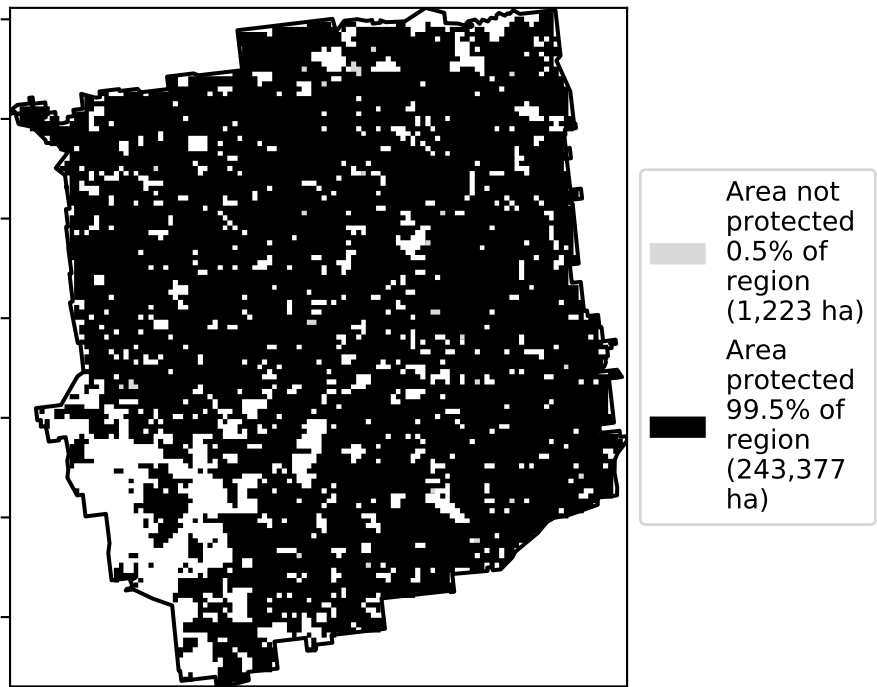 Area not
protected
0.5% of
region
(1,223 ha)
Area
protected
99.5% of
region
(243,377
ha)